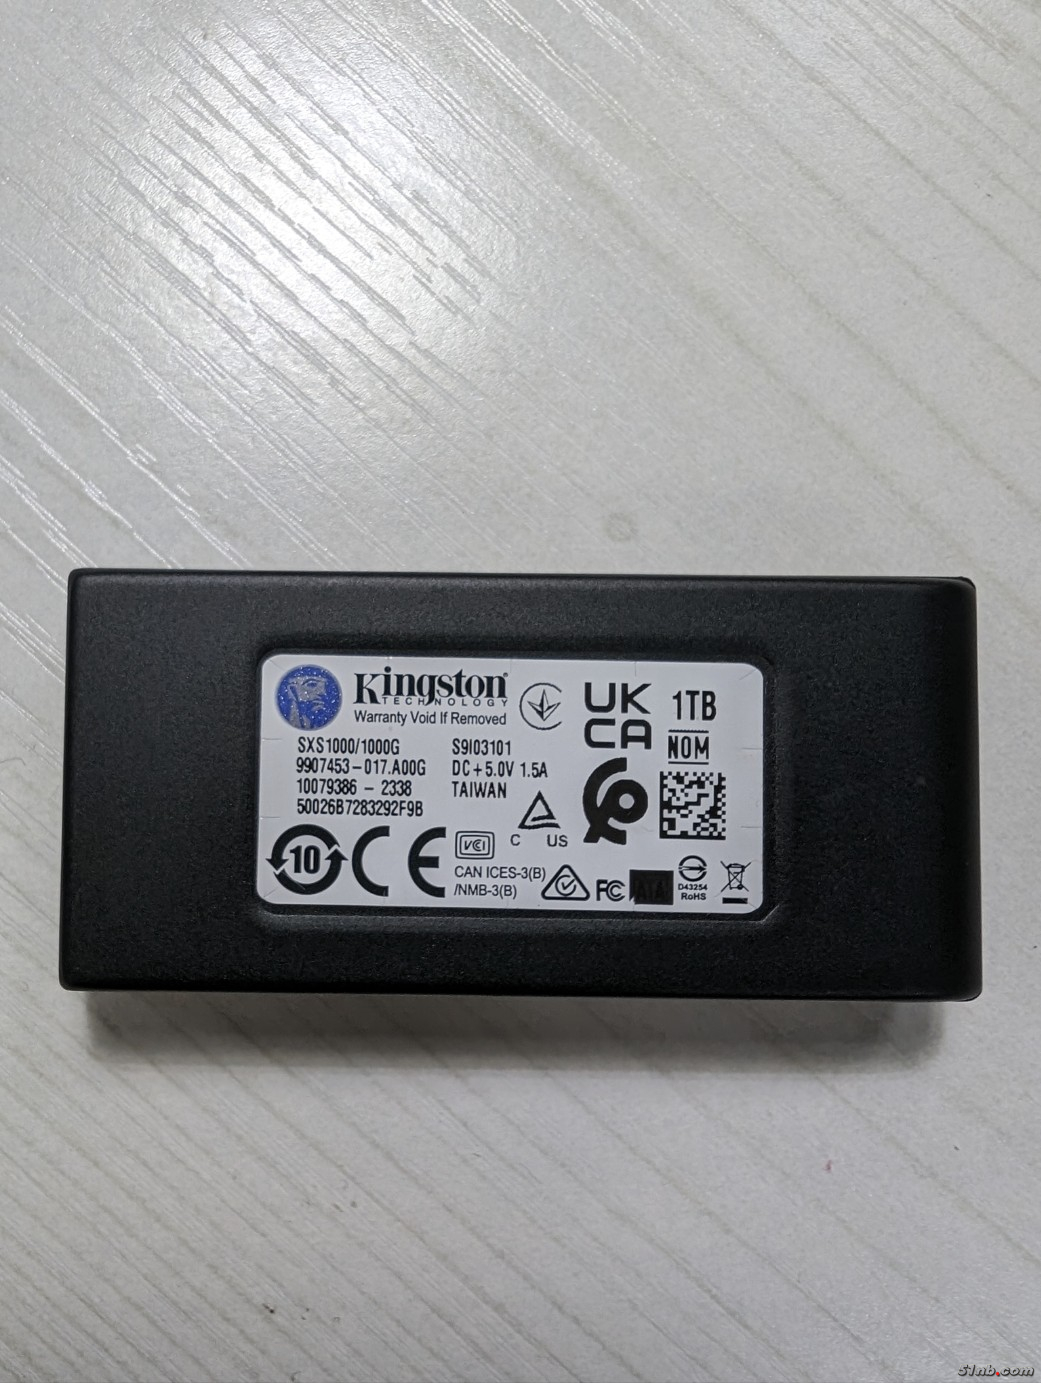 Kingston
TECHNOLOGY
Warranty Void If Removed
SXS1000/1000G
9907453-017.A00G
10079386 - 2338
50026B7283292F9B
S9I03101
DC+5.0V 1.5A
TAIWAN
C US
UK
CA
1TB
NOM
10
CE
VCI
CAN ICES-3(B)
/NMB-3(B)
FC
D43254
RoHS
51nb.com